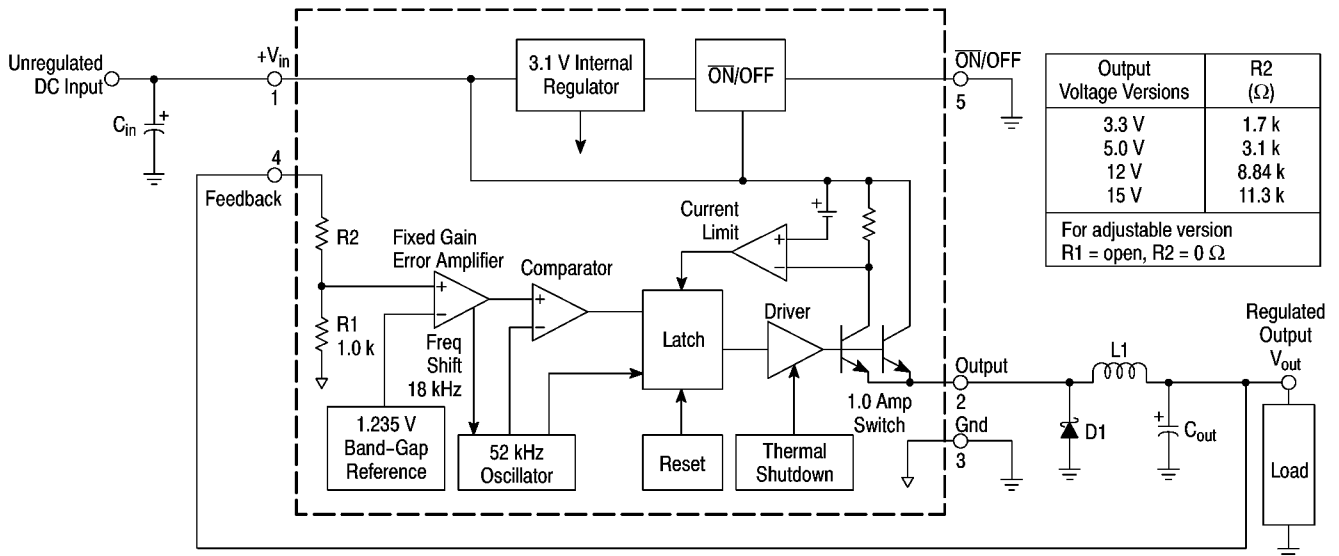 Unregulated
DC Input
+Vin
1
Cin
+
4
Feedback
3.1 V Internal
Regulator
ON/OFF
ON/OFF
5
Output
Voltage Versions
R2
(Ω)
3.3 V
1.7 k
5.0 V
3.1 k
12 V
8.84 k
15 V
11.3 k
For adjustable version
R1 = open, R2 = 0 Ω
R2
R1
1.0 k
Fixed Gain
Error Amplifier
+
−
Freq
Shift
18 kHz
Comparator
+
−
Current
Limit
+
−
+
Latch
Driver
1.0 Amp
Switch
Output
2
Gnd
3
1.235 V
Band−Gap
Reference
52 kHz
Oscillator
Reset
Thermal
Shutdown
L1
D1
+
Cout
Regulated
Output
Vout
Load